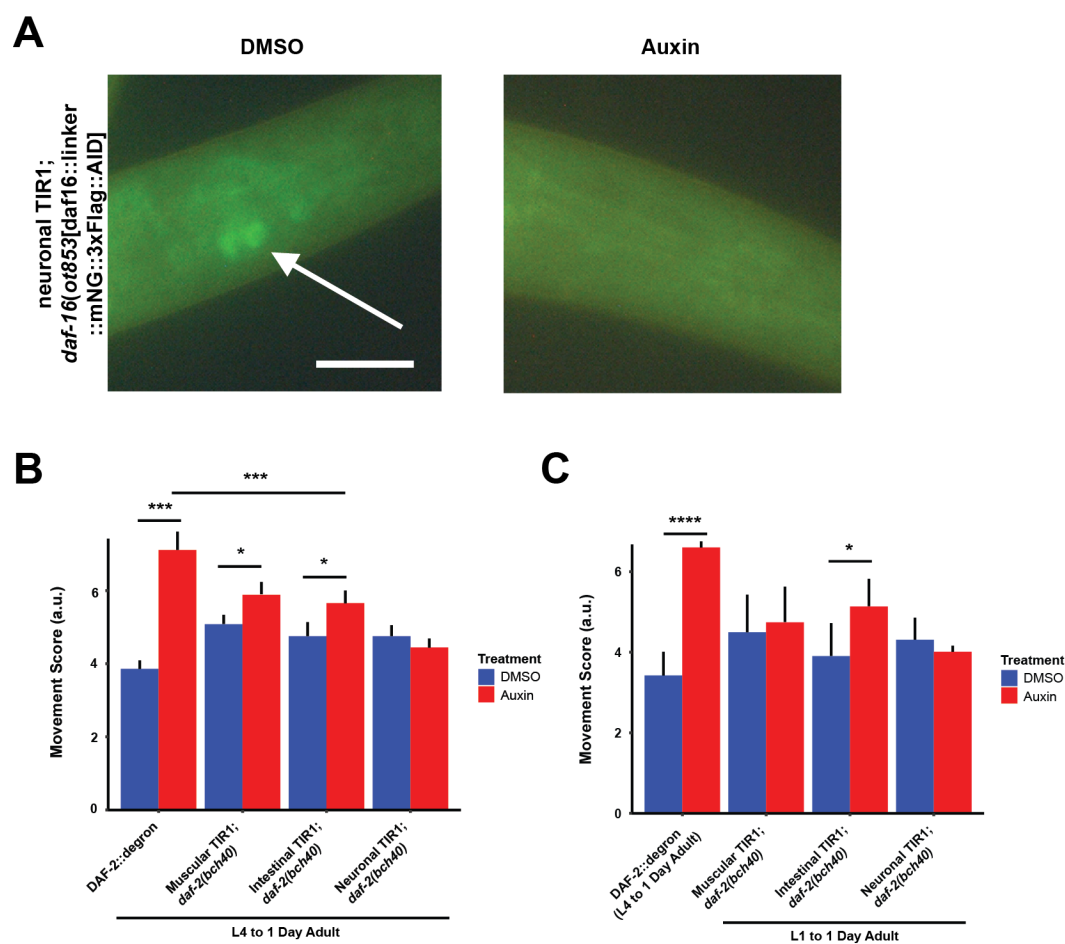 A
DMSO
Auxin
neuronal TIR1;
daf-16(ot853[daf16::linker
::mNG::3xFlag::AID]
B
***
***
*
*
Movement Score (a.u.)
6
4
2
0
Treatment
DMSO
Auxin
DAF-2::degron
Muscular TIR1;
daf-2(bch40)
Intestinal TIR1;
daf-2(bch40)
Neuronal TIR1;
daf-2(bch40)
L4 to 1 Day Adult
C
****
*
Movement Score (a.u.)
6
4
2
0
Treatment
DMSO
Auxin
DAF-2::degron
(L4 to 1 Day Adult)
Muscular TIR1;
daf-2(bch40)
Intestinal TIR1;
daf-2(bch40)
Neuronal TIR1;
daf-2(bch40)
L1 to 1 Day Adult